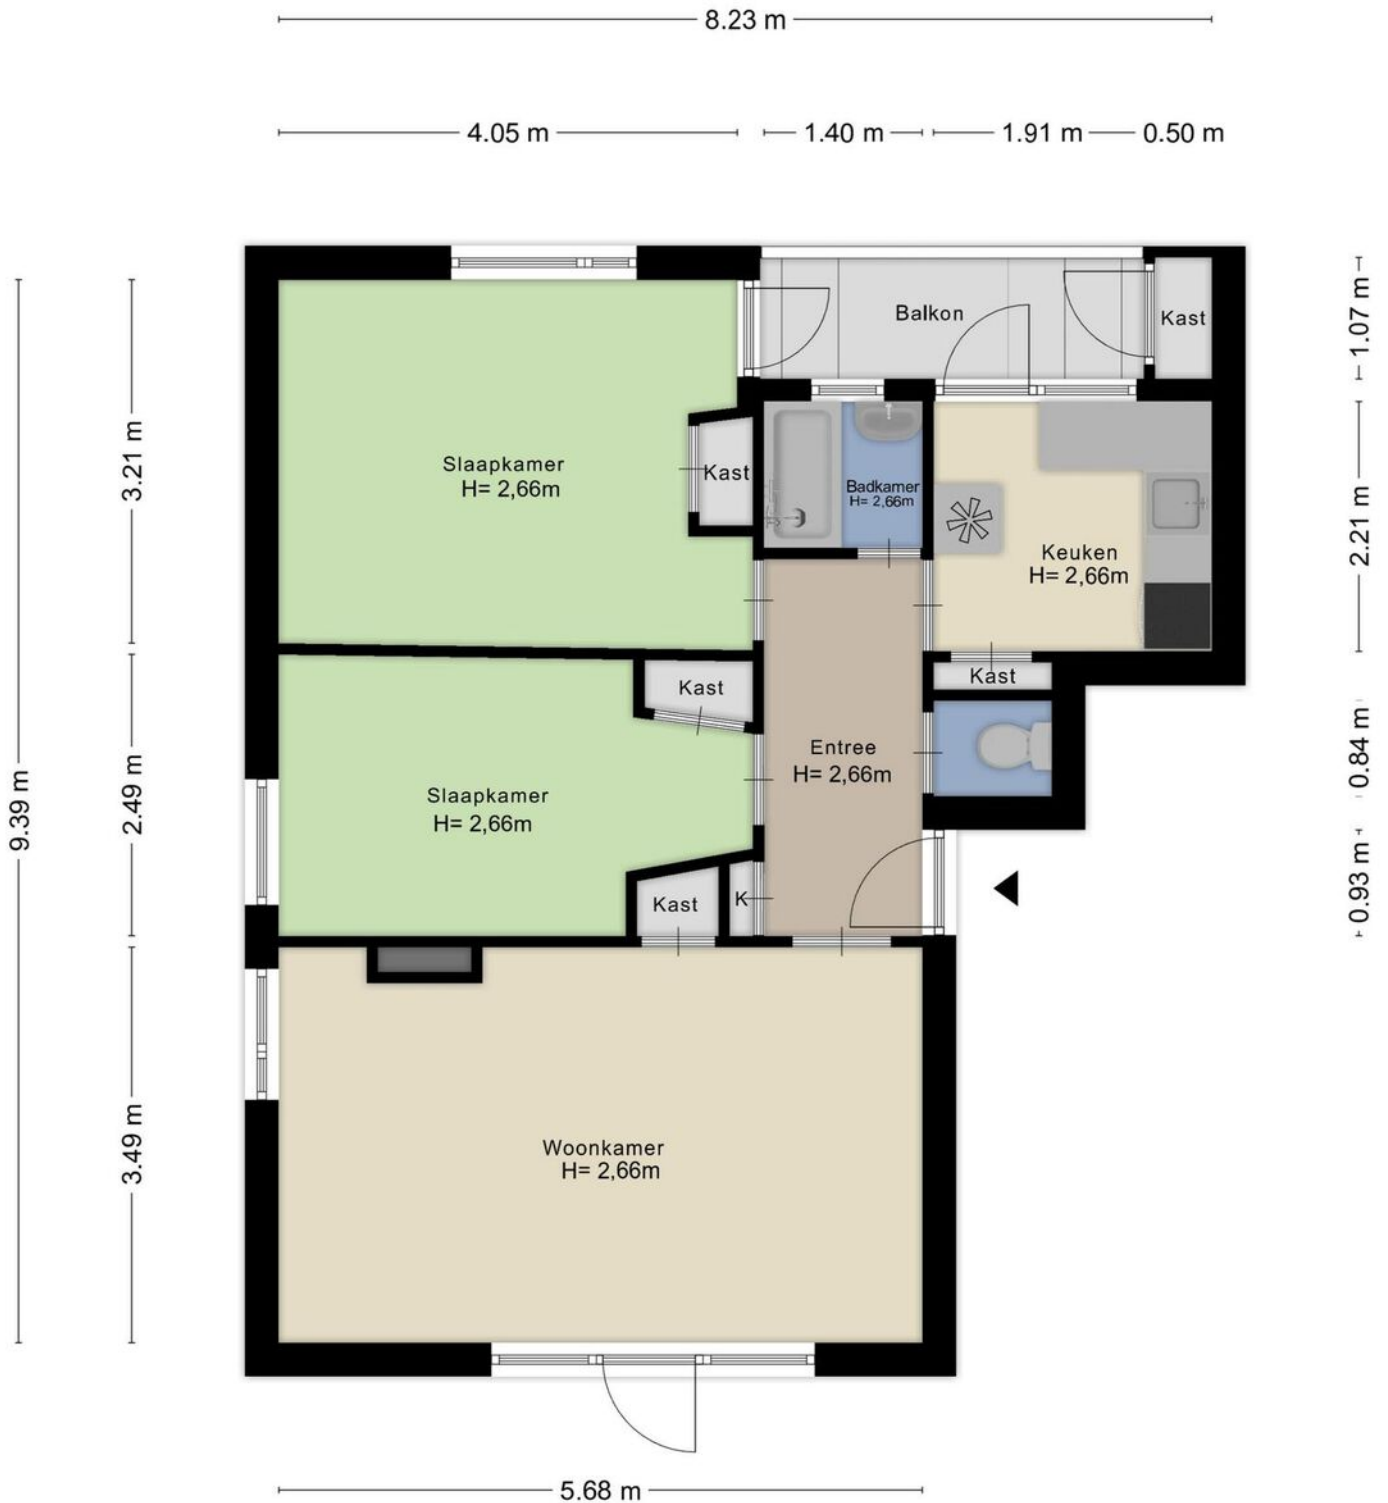 8.23 m
4.05 m
1.40 m
1.91 m
0.50 m
Balkon
Kast
1.07 m
3.21 m
Slaapkamer
H= 2,66m
Kast
Badkamer
H= 2,66m
Keuken
H= 2,66m
2.21 m
Kast
Kast
9.39 m
2.49 m
Slaapkamer
H= 2,66m
Entree
H= 2,66m
0.84 m
Kast
K
0.93 m
3.49 m
Woonkamer
H= 2,66m
5.68 m